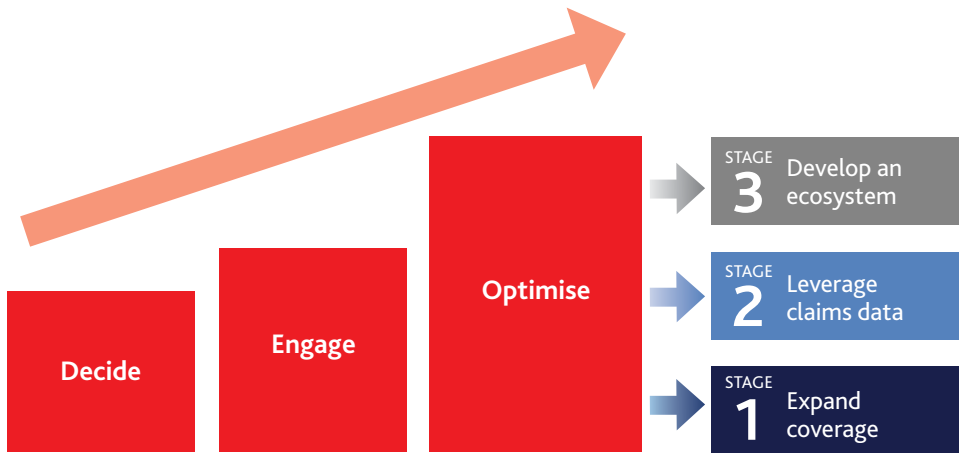 Decide
Engage
Optimise
STAGE
3
Develop an
ecosystem
STAGE
2
Leverage
claims data
STAGE
1
Expand
coverage